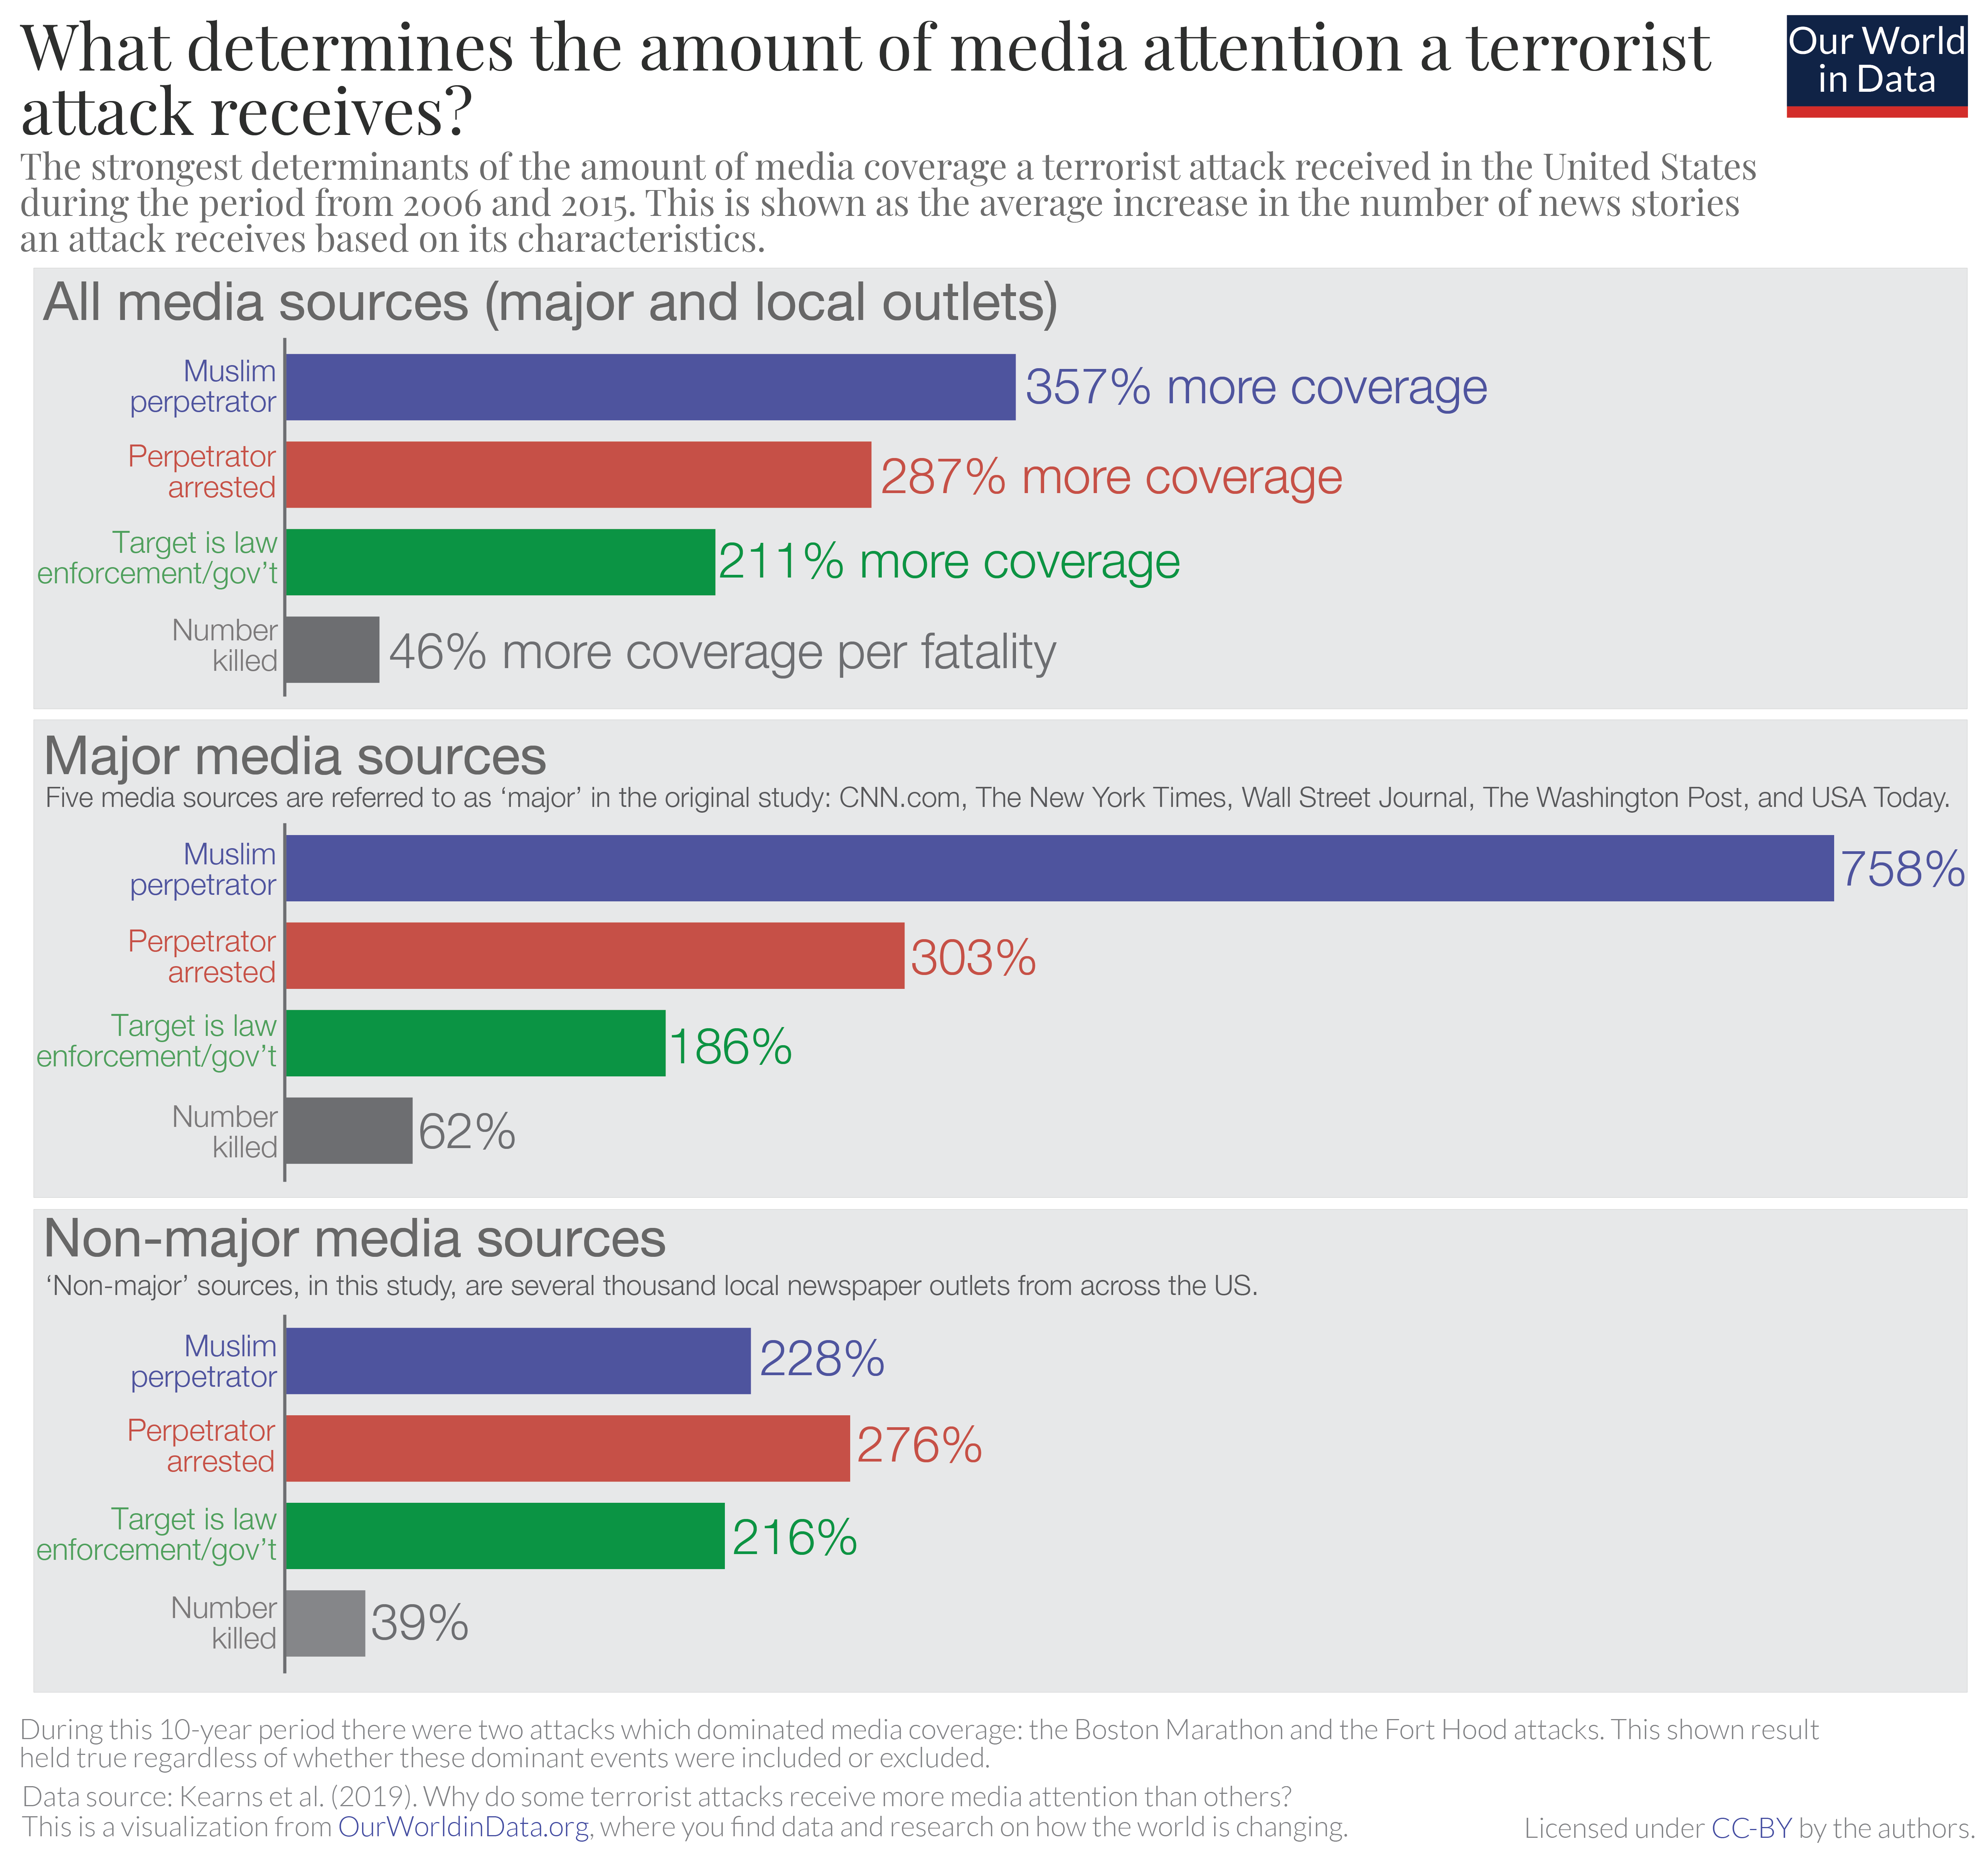 What determines the amount of media attention a terrorist
attack receives?
Our World
in Data
The strongest determinants of the amount of media coverage a terrorist attack received in the United States
during the period from 2006 and 2015. This is shown as the average increase in the number of news stories
an attack receives based on its characteristics.
All media sources (major and local outlets)
Muslim
perpetrator
357% more coverage
Perpetrator
arrested
287% more coverage
Target is law
enforcement/gov’t
211% more coverage
Number
killed
46% more coverage per fatality
Major media sources
Five media sources are referred to as ‘major’ in the original study: CNN.com, The New York Times, Wall Street Journal, The Washington Post, and USA Today.
Muslim
perpetrator
758%
Perpetrator
arrested
303%
Target is law
enforcement/gov’t
186%
Number
killed
62%
Non-major media sources
‘Non-major’ sources, in this study, are several thousand local newspaper outlets from across the US.
Muslim
perpetrator
228%
Perpetrator
arrested
276%
Target is law
enforcement/gov’t
216%
Number
killed
39%
During this 10-year period there were two attacks which dominated media coverage: the Boston Marathon and the Fort Hood attacks. This shown result
held true regardless of whether these dominant events were included or excluded.
Data source: Kearns et al. (2019). Why do some terrorist attacks receive more media attention than others?
This is a visualization from OurWorldinData.org, where you find data and research on how the world is changing.
Licensed under CC-BY by the authors.